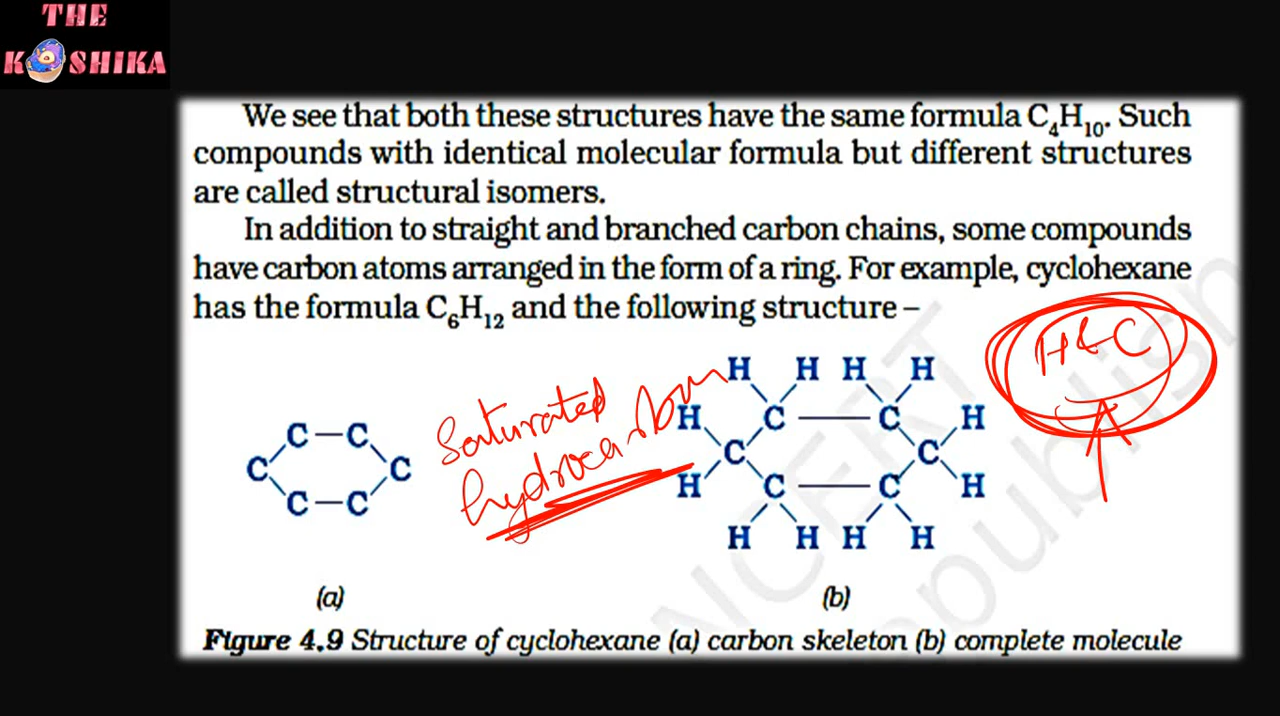 THE
KOSHIKA
We see that both these structures have the same formula C₄H₁₀. Such
compounds with identical molecular formula but different structures
are called structural isomers.
In addition to straight and branched carbon chains, some compounds
have carbon atoms arranged in the form of a ring. For example, cyclohexane
has the formula C₆H₁₂ and the following structure –
H&C
Saturated
hydrocarbon
C–C
C C
C–C
H H H H
H C C H
C C
H C C H
H H H H
(a) (b)
Figure 4.9 Structure of cyclohexane (a) carbon skeleton (b) complete molecule
NCERT
republish